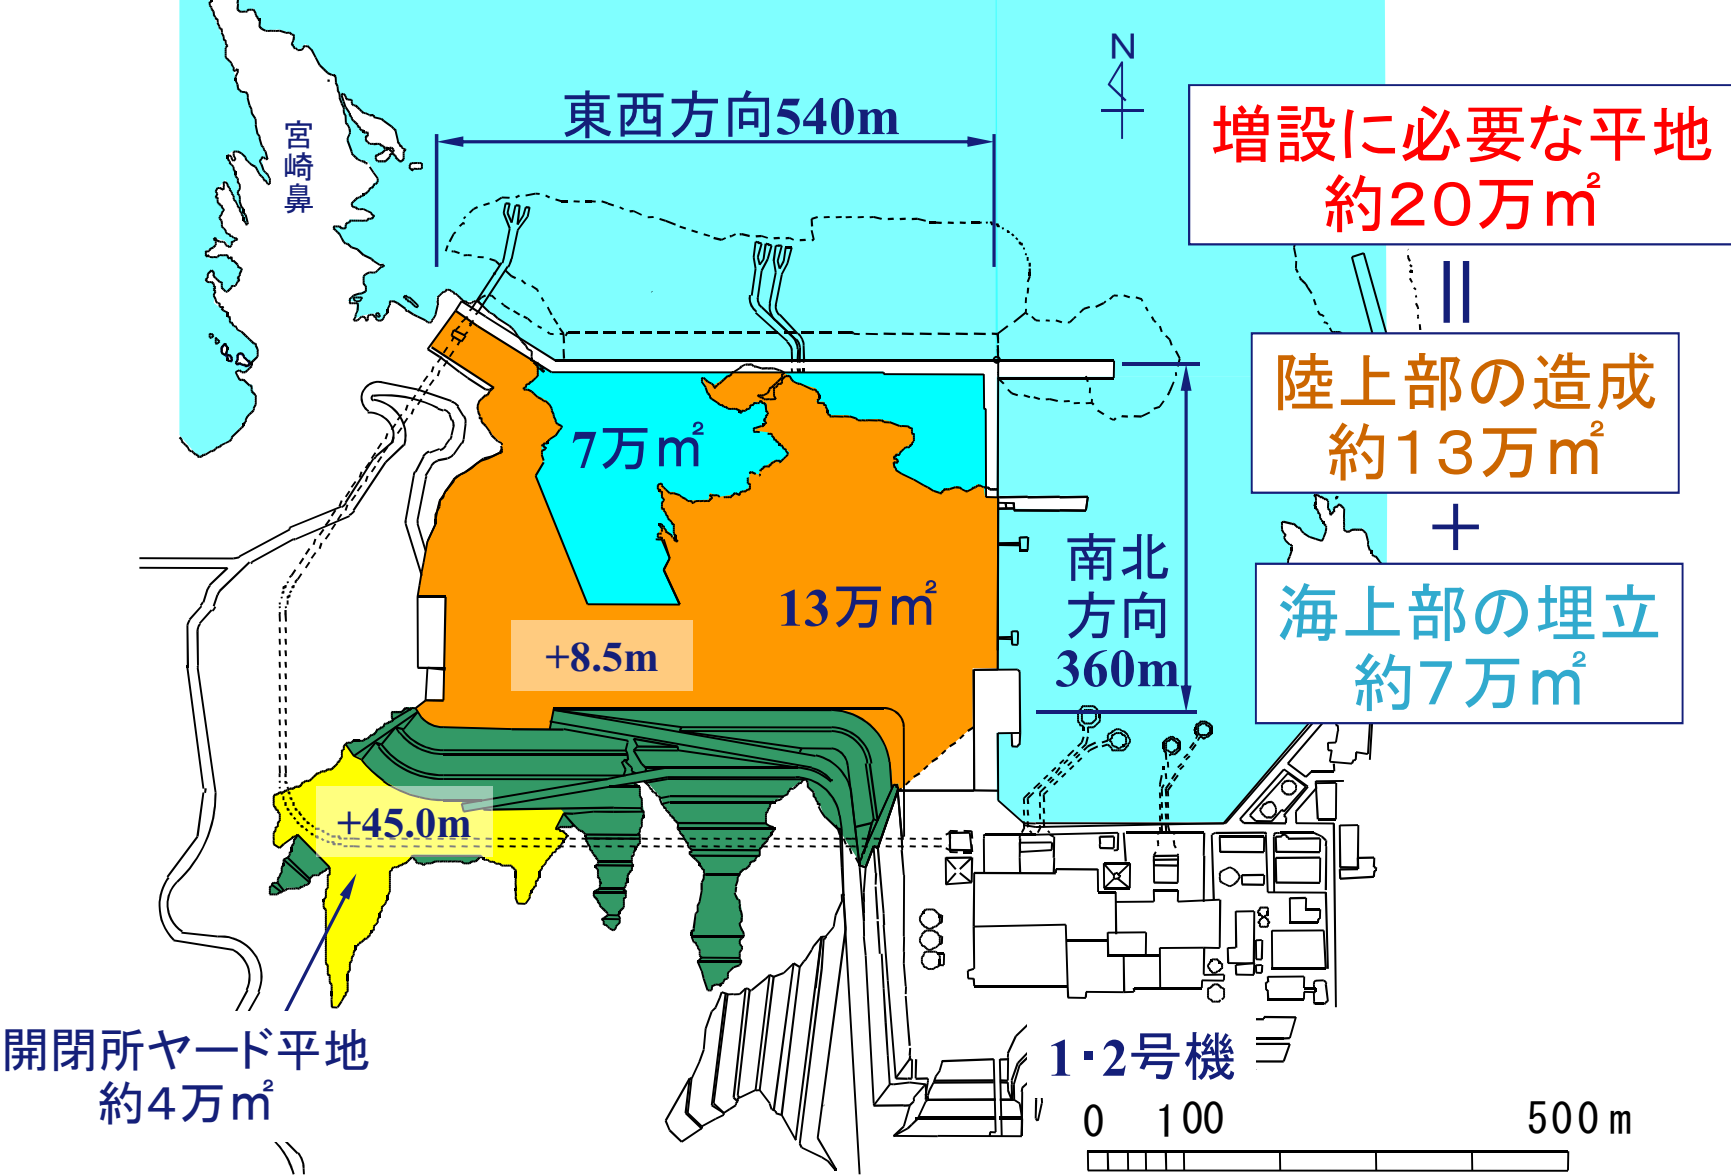 N
東西方向540m
宮崎鼻
増設に必要な平地
約20万㎡
||
陸上部の造成
約13万㎡
+
海上部の埋立
約7万㎡
7万㎡
13万㎡
南北
方向
360m
+8.5m
+45.0m
開閉所ヤード平地
約4万㎡
1・2号機
0 100 500m